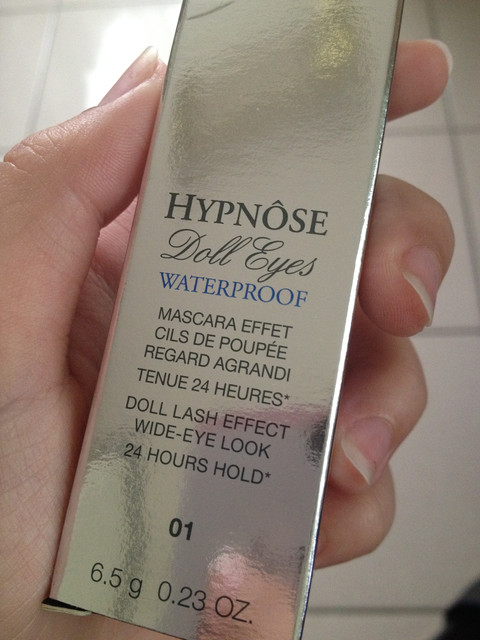 HYPNÔSE
Doll Eyes
WATERPROOF
MASCARA EFFET
CILS DE POUPÉE
REGARD AGRANDI
TENUE 24 HEURES*
DOLL LASH EFFECT
WIDE-EYE LOOK
24 HOURS HOLD*
01
6.5 g 0.23 OZ.